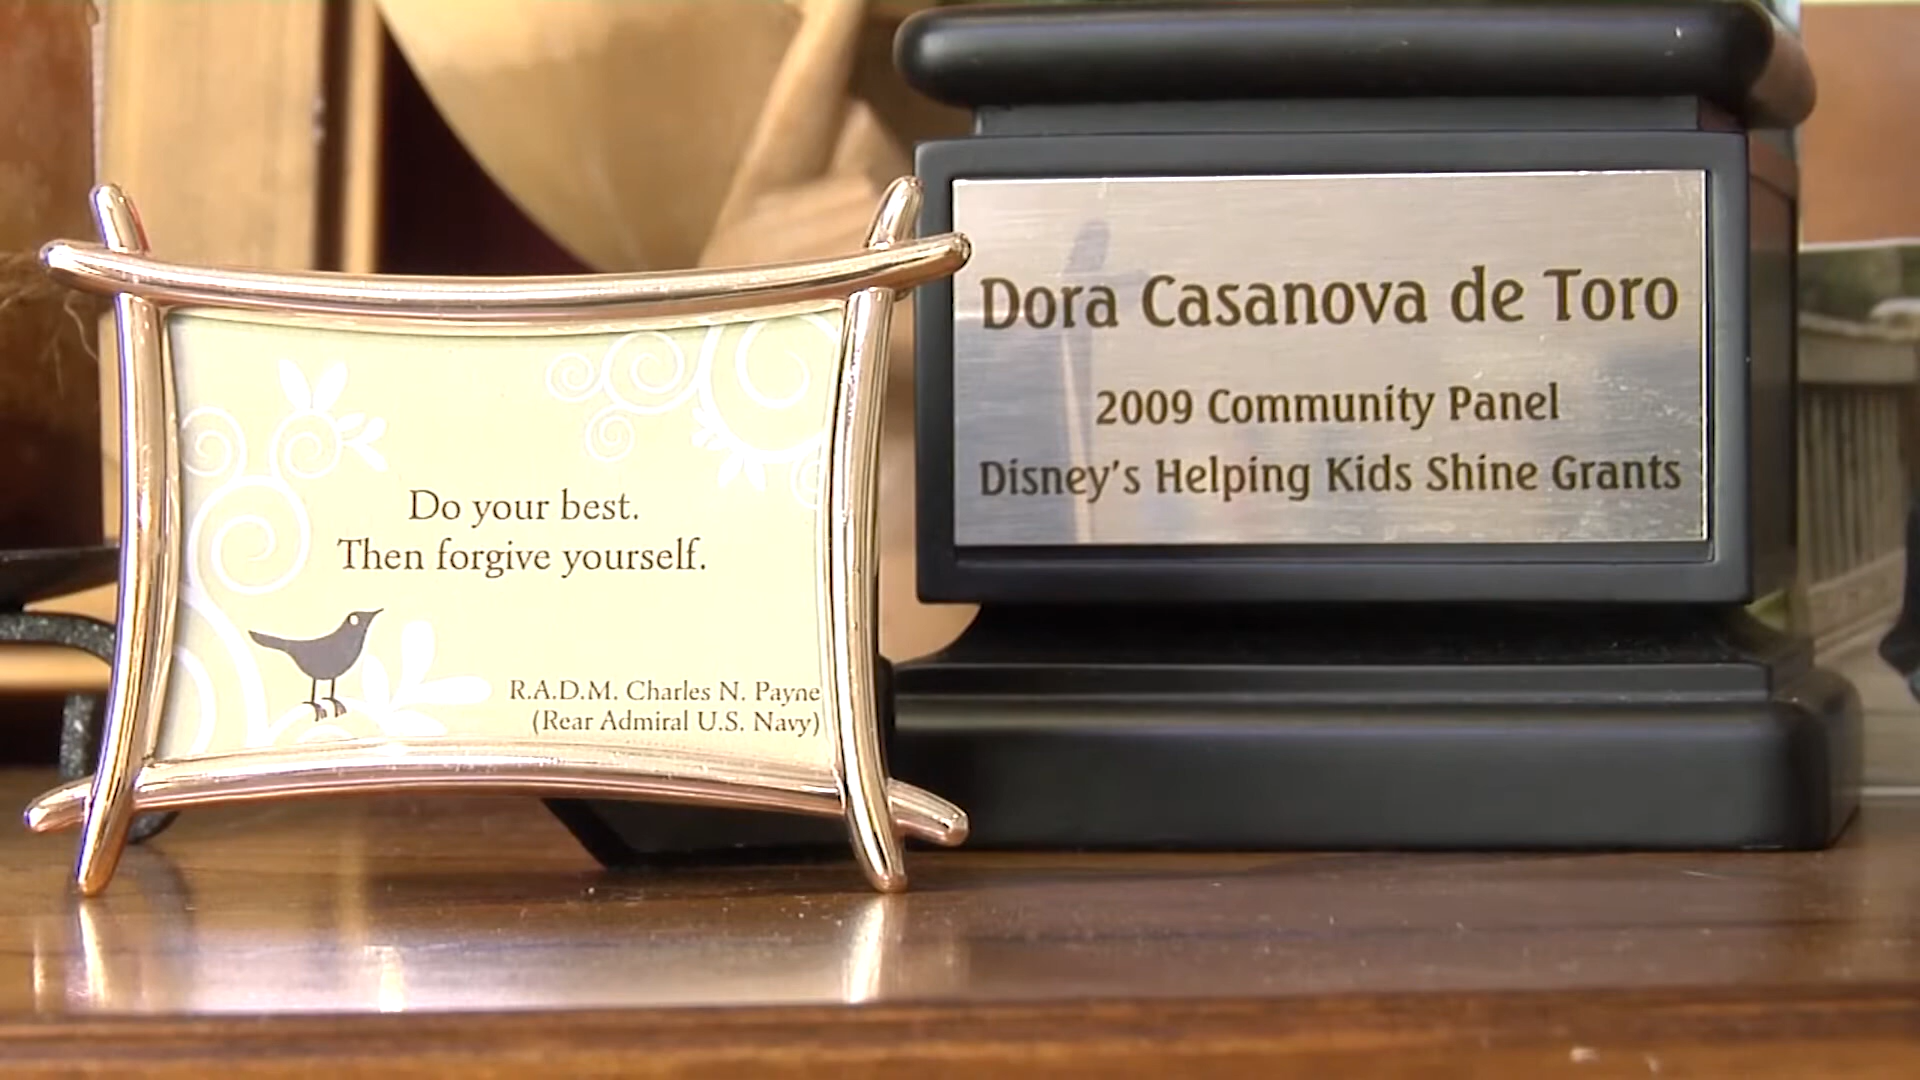 Do your best.
Then forgive yourself.
R.A.D.M. Charles N. Payne
(Rear Admiral U.S. Navy)
Dora Casanova de Toro
2009 Community Panel
Disney's Helping Kids Shine Grants